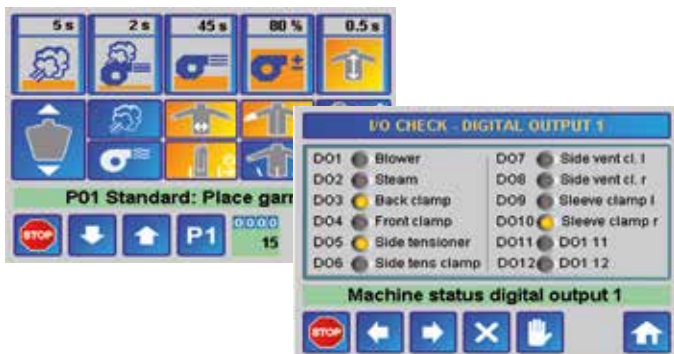 5 s 2 s 45 s 80 % 0.5 s
P01 Standard: Place garr
STOP P1 0000
15
I/O CHECK - DIGITAL OUTPUT 1
DO1 Blower DO7 Side vent cl. l
DO2 Steam DO8 Side vent cl. r
DO3 Back clamp DO9 Sleeve clamp l
DO4 Front clamp DO10 Sleeve clamp r
DO5 Side tensioner DO11 DO1 11
DO6 Side tens clamp DO12 DO1 12
Machine status digital output 1
STOP